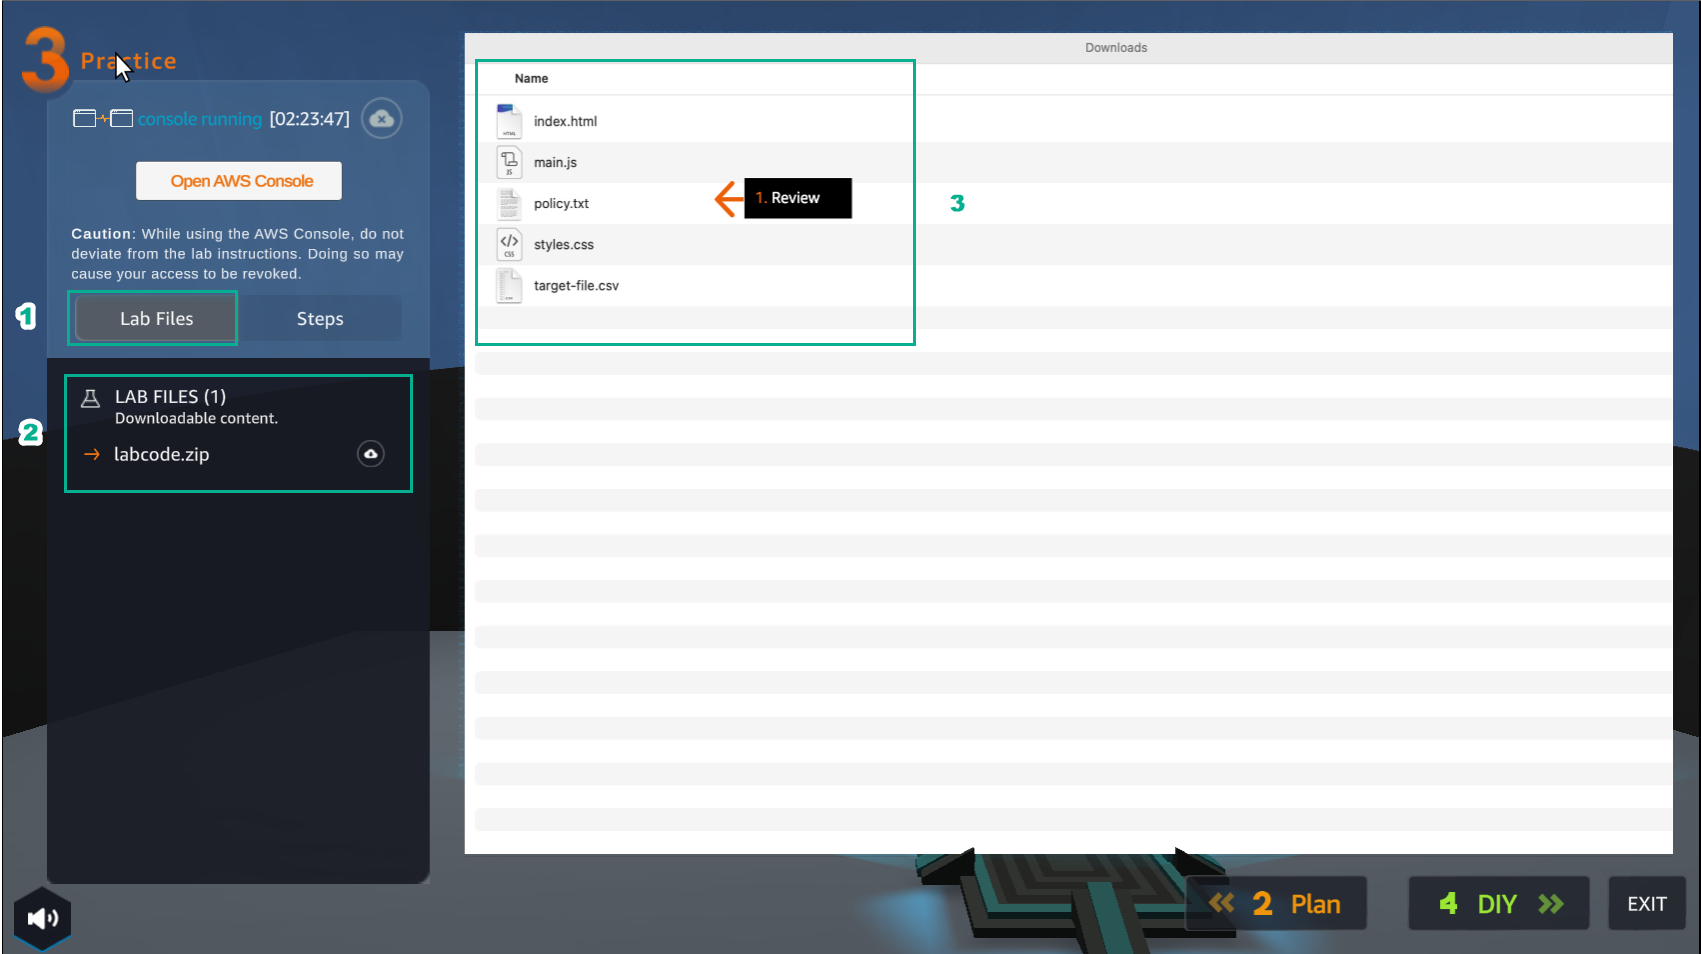 3 Practice
console running [02:23:47]
Open AWS Console
Caution: While using the AWS Console, do not
deviate from the lab instructions. Doing so may
cause your access to be revoked.
1
Lab Files
Steps
2
LAB FILES (1)
Downloadable content.
labcode.zip
Downloads
Name
HTML
index.html
JS
main.js
policy.txt
1. Review
3
CSS
styles.css
target-file.csv
2 Plan
4 DIY
EXIT